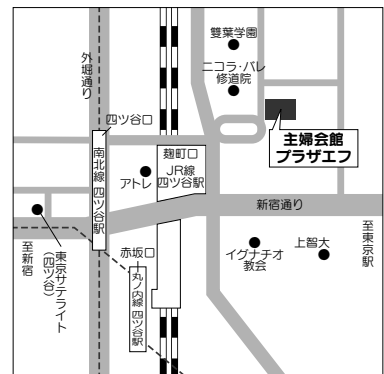 雙葉学園
ニコラ・バレ
修道院
外堀通り
四ツ谷口
主婦会館
プラザエフ
麹町口
JR線
四ツ谷駅
アトレ
南北線 四ツ谷駅
新宿通り
至東京駅
イグナチオ
教会
上智大
赤坂口
丸ノ内線 四ツ谷駅
東京サテライト
(四ツ谷)
至新宿